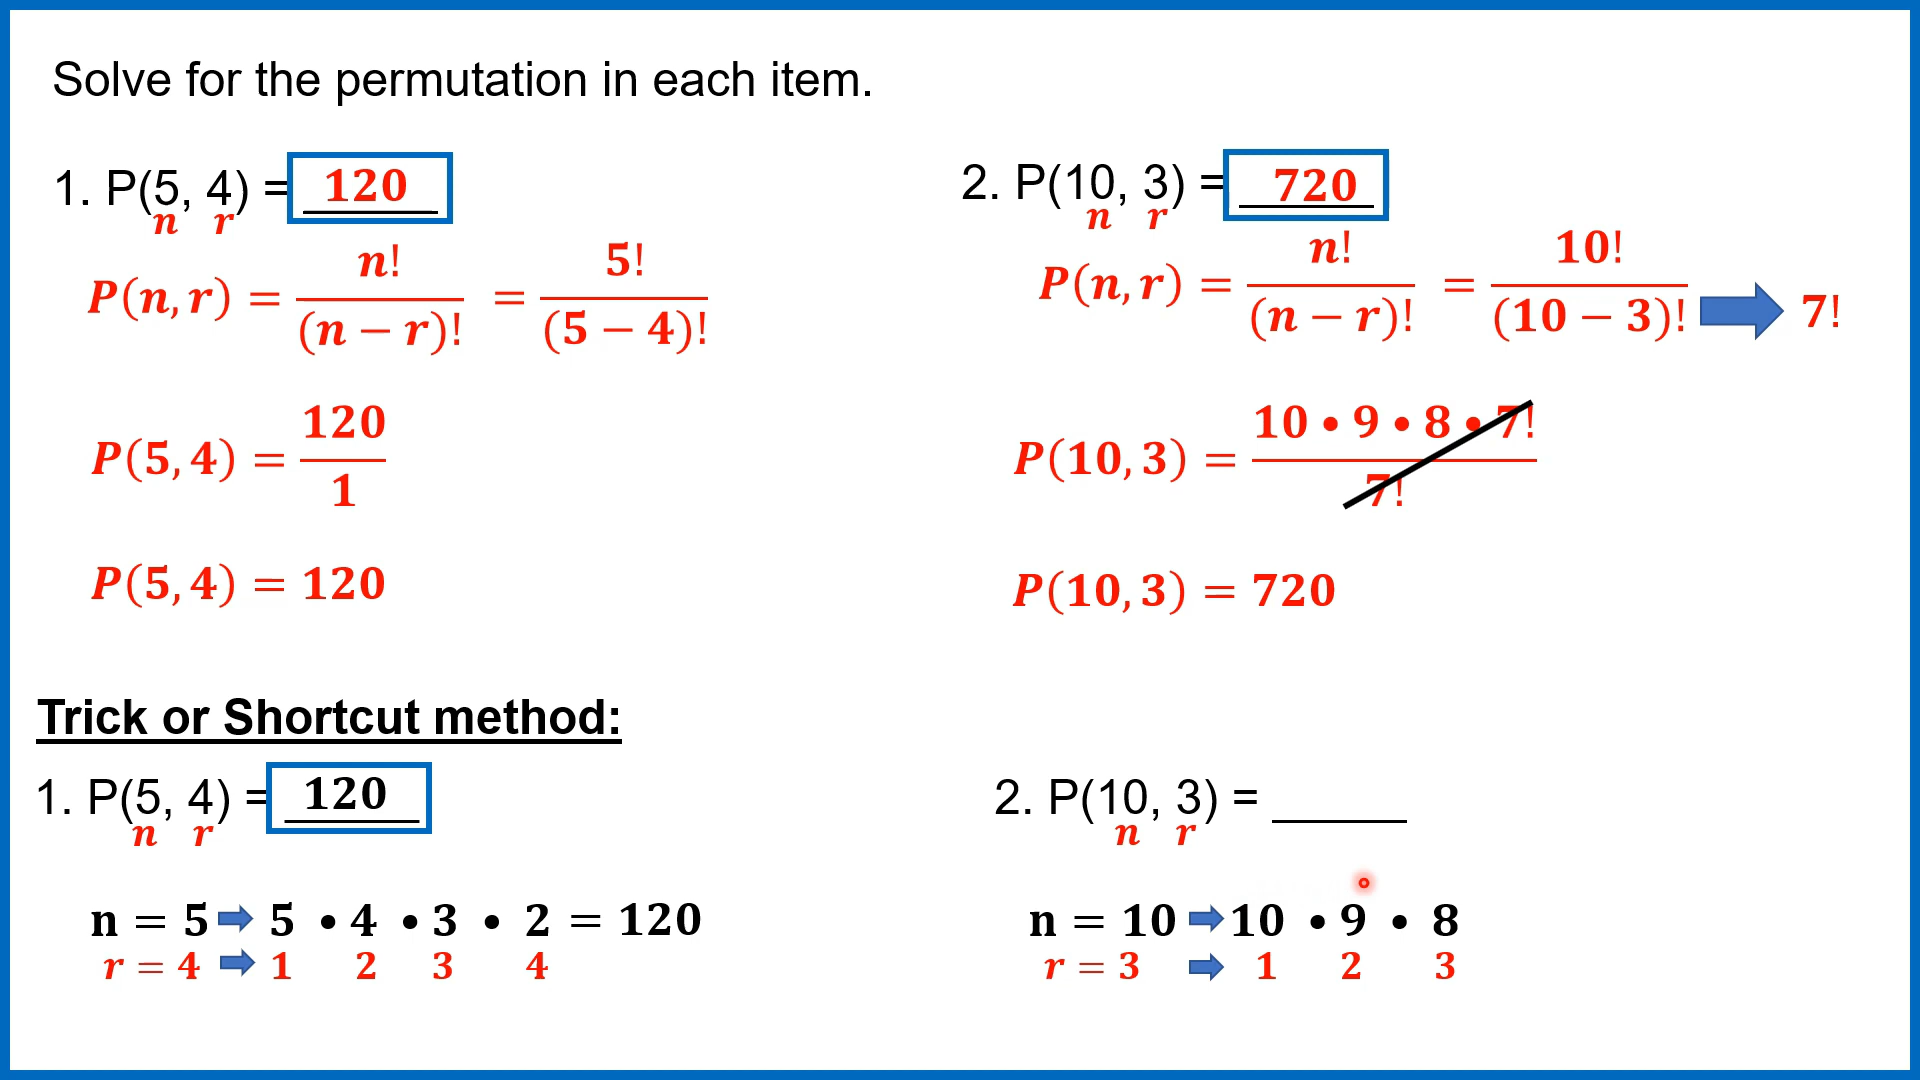 Solve for the permutation in each item.
1. P(5, 4) = 120
n r
P(n, r) = n! / (n − r)! = 5! / (5 − 4)!
P(5, 4) = 120 / 1
P(5, 4) = 120
2. P(10, 3) = 720
n r
P(n, r) = n! / (n − r)! = 10! / (10 − 3)! 7!
P(10, 3) = 10 • 9 • 8 • 7! / 7!
P(10, 3) = 720
Trick or Shortcut method:
1. P(5, 4) = 120
n r
n = 5 5 • 4 • 3 • 2 = 120
r = 4 1 2 3 4
2. P(10, 3) = _____
n r
n = 10 10 • 9 • 8
r = 3 1 2 3